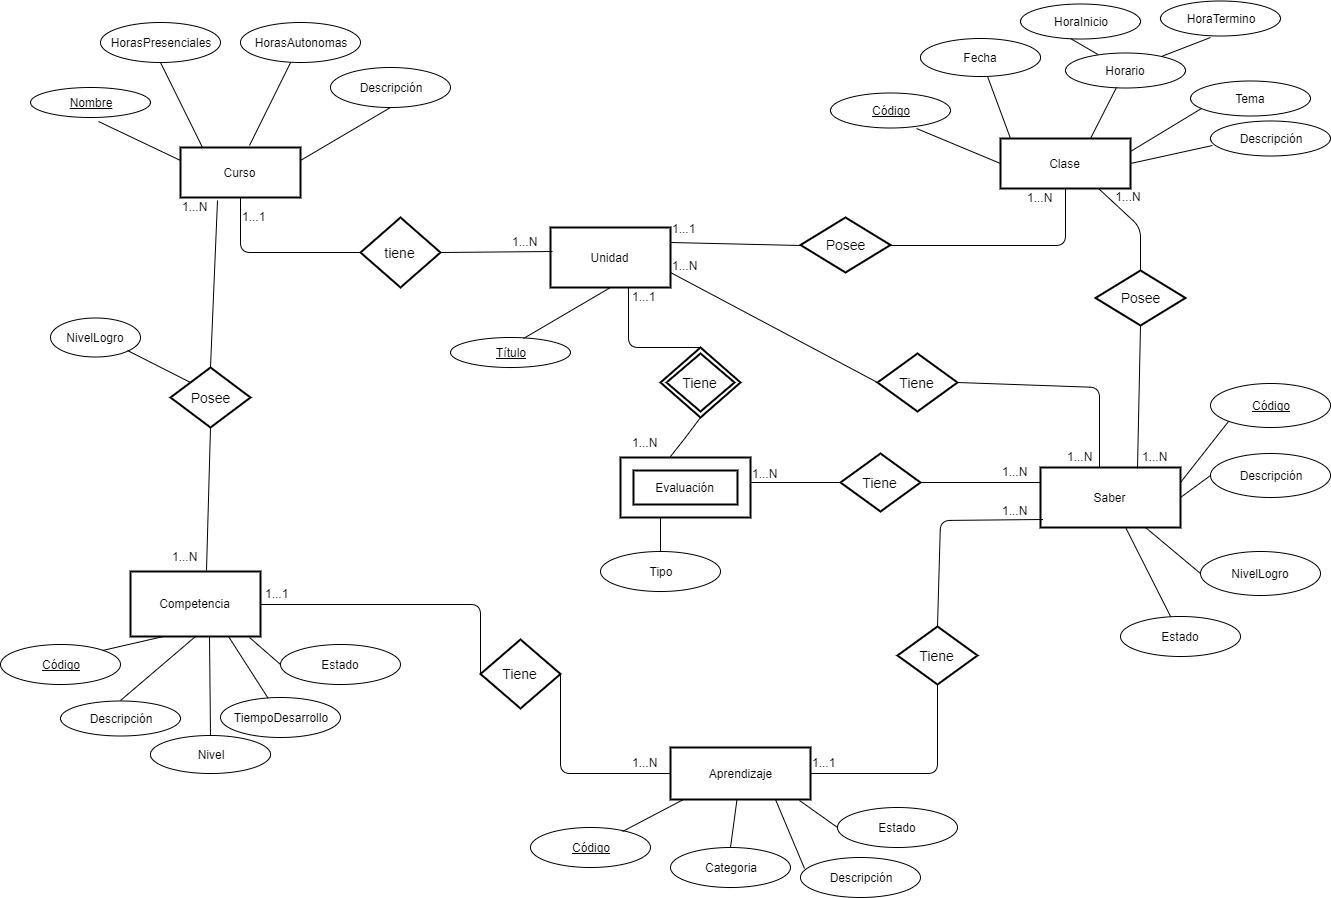 HoraInicio
HoraTermino
HorasPresenciales
HorasAutonomas
Fecha
Horario
Descripción
Nombre
Código
Tema
Descripción
Curso
Clase
1...N
1...1
1...N
1...N
tiene
1...N
Unidad
1...1
Posee
1...N
1...1
Posee
NivelLogro
Título
Tiene
Tiene
Posee
Código
1...N
1...N
1...N
Evaluación
1...N
Tiene
1...N
Descripción
Saber
1...N
1...N
Tipo
NivelLogro
Competencia
1...1
Estado
Código
Estado
Tiene
Tiene
Descripción
TiempoDesarrollo
Nivel
1...N
Aprendizaje
1...1
Estado
Código
Categoria
Descripción